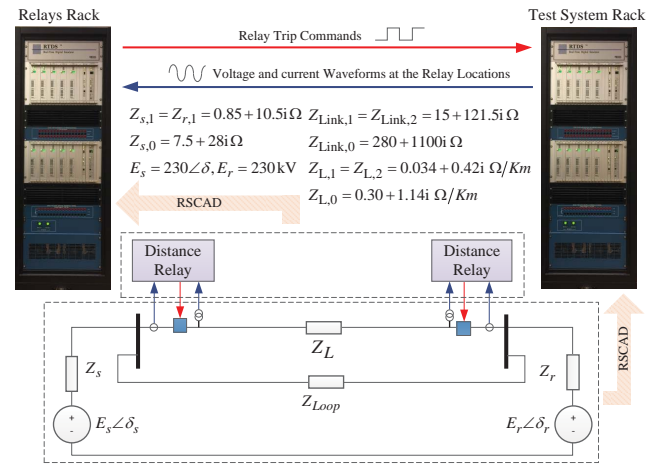 Relays Rack
Test System Rack
RTDS
RTDS
Relay Trip Commands
Voltage and current Waveforms at the Relay Locations
Z_{s,1} = Z_{r,1} = 0.85+10.5i Ω
Z_{Link,1} = Z_{Link,2} = 15+121.5i Ω
Z_{s,0} = 7.5+28i Ω
Z_{Link,0} = 280+1100i Ω
E_s = 230∠δ, E_r = 230 kV
Z_{L,1} = Z_{L,2} = 0.034+0.42i Ω/Km
Z_{L,0} = 0.30+1.14i Ω/Km
RSCAD
Distance
Relay
Distance
Relay
RSCAD
Z_L
Z_s
Z_r
Z_{Loop}
+
-
E_s∠δ_s
E_r∠δ_r
+
-